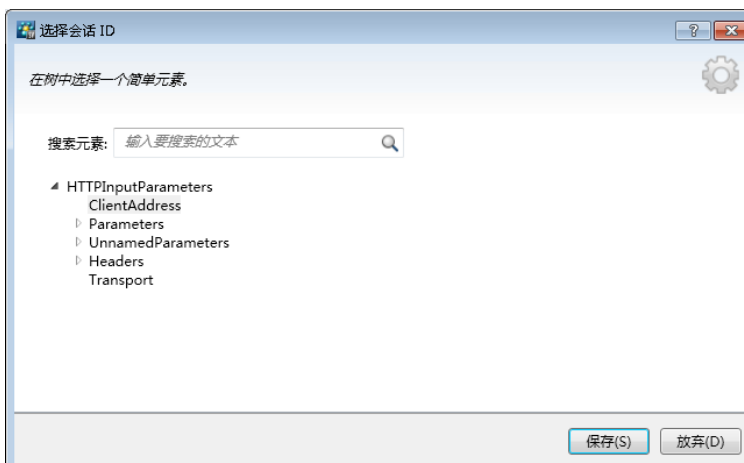 选择会话 ID
在树中选择一个简单元素。
搜索元素: 输入要搜索的文本
HTTPInputParameters
ClientAddress
Parameters
UnnamedParameters
Headers
Transport
保存(S) 放弃(D)